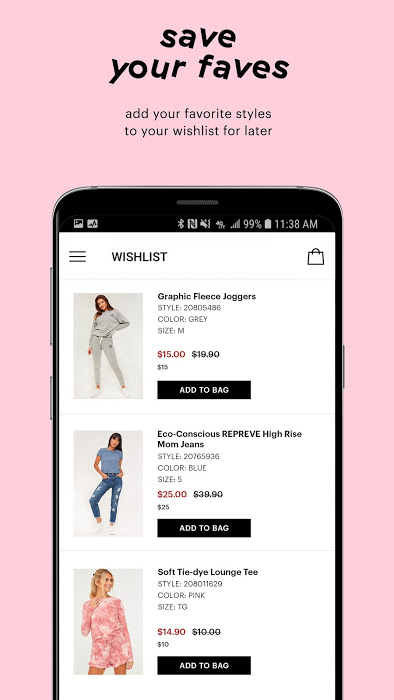 save
your faves
add your favorite styles
to your wishlist for later
99% 11:38 AM
WISHLIST
Graphic Fleece Joggers
STYLE: 20805486
COLOR: GREY
SIZE: M
$15.00 $19.90
$15
ADD TO BAG
Eco-Conscious REPREVE High Rise
Mom Jeans
STYLE: 20765936
COLOR: BLUE
SIZE: 5
$25.00 $39.90
$25
ADD TO BAG
Soft Tie-dye Lounge Tee
STYLE: 208011629
COLOR: PINK
SIZE: TG
$14.90 $10.00
$10
ADD TO BAG